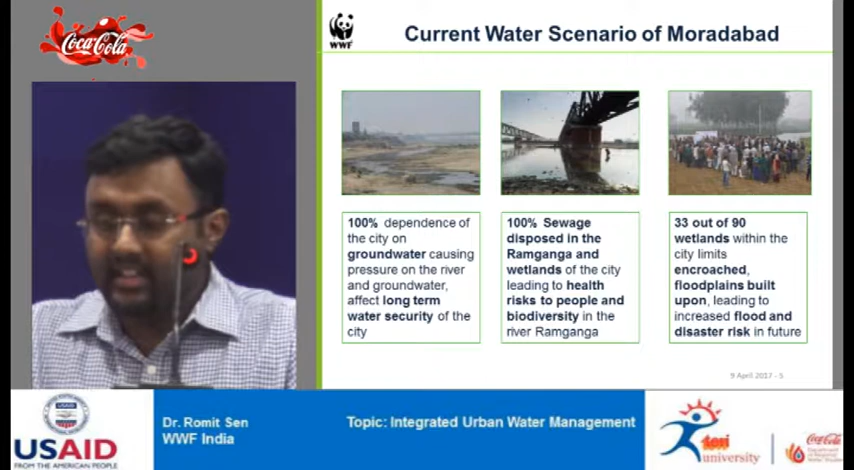 Coca-Cola
WWF
Current Water Scenario of Moradabad
100% dependence of
the city on
groundwater causing
pressure on the river
and groundwater,
affect long term
water security of the
city
100% Sewage
disposed in the
Ramganga and
wetlands of the city
leading to health
risks to people and
biodiversity in the
river Ramganga
33 out of 90
wetlands within the
city limits
encroached,
floodplains built
upon, leading to
increased flood and
disaster risk in future
9 April 2017 - 5
USAID
FROM THE AMERICAN PEOPLE
Dr. Romit Sen
WWF India
Topic: Integrated Urban Water Management
teri
university
Coca-Cola